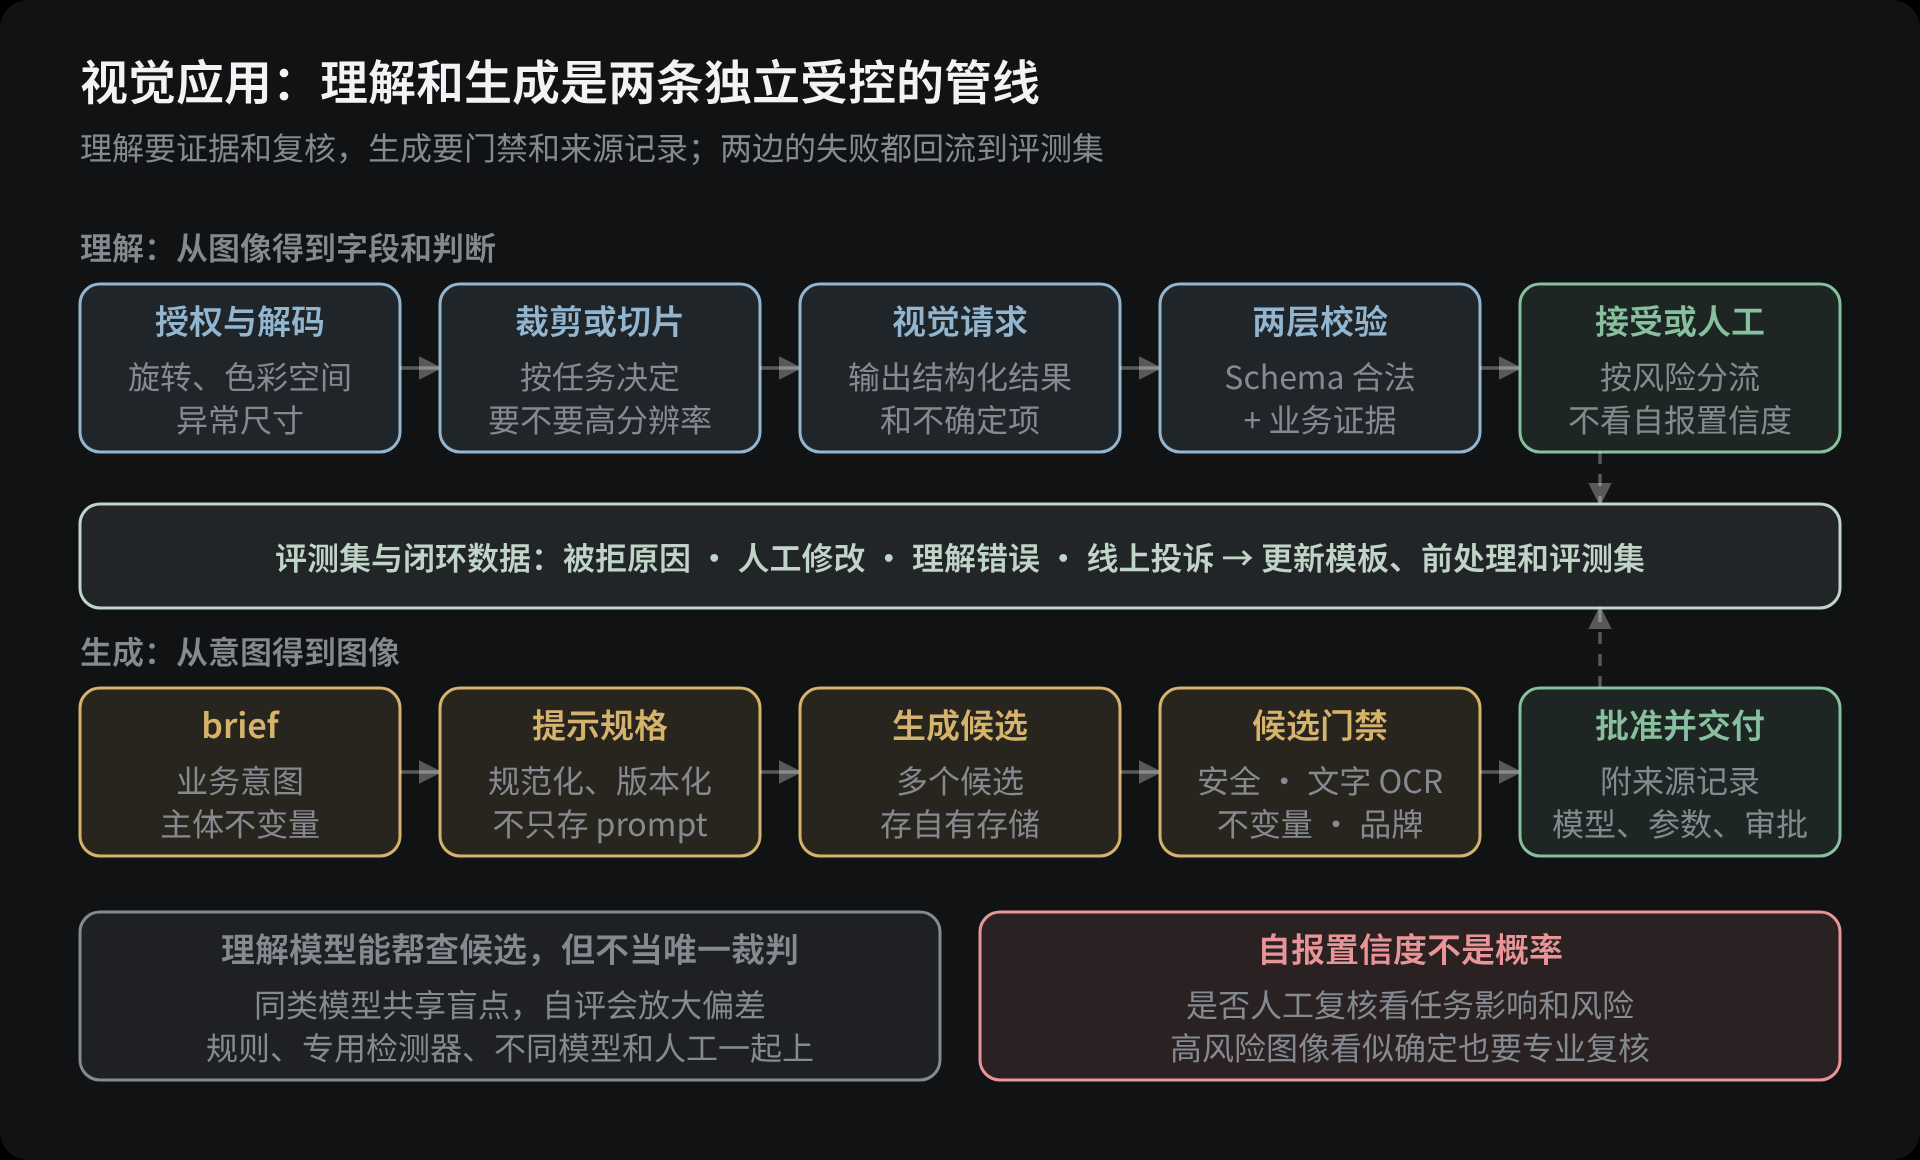 视觉应用：理解和生成是两条独立受控的管线
理解要证据和复核，生成要门禁和来源记录；两边的失败都回流到评测集
理解：从图像得到字段和判断
授权与解码
旋转、色彩空间
异常尺寸
裁剪或切片
按任务决定
要不要高分辨率
视觉请求
输出结构化结果
和不确定项
两层校验
Schema 合法
+ 业务证据
接受或人工
按风险分流
不看自报置信度
评测集与闭环数据：被拒原因 · 人工修改 · 理解错误 · 线上投诉 → 更新模板、前处理和评测集
生成：从意图得到图像
brief
业务意图
主体不变量
提示规格
规范化、版本化
不只存 prompt
生成候选
多个候选
存自有存储
候选门禁
安全 · 文字 OCR
不变量 · 品牌
批准并交付
附来源记录
模型、参数、审批
理解模型能帮查候选，但不当唯一裁判
同类模型共享盲点，自评会放大偏差
规则、专用检测器、不同模型和人工一起上
自报置信度不是概率
是否人工复核看任务影响和风险
高风险图像看似确定也要专业复核